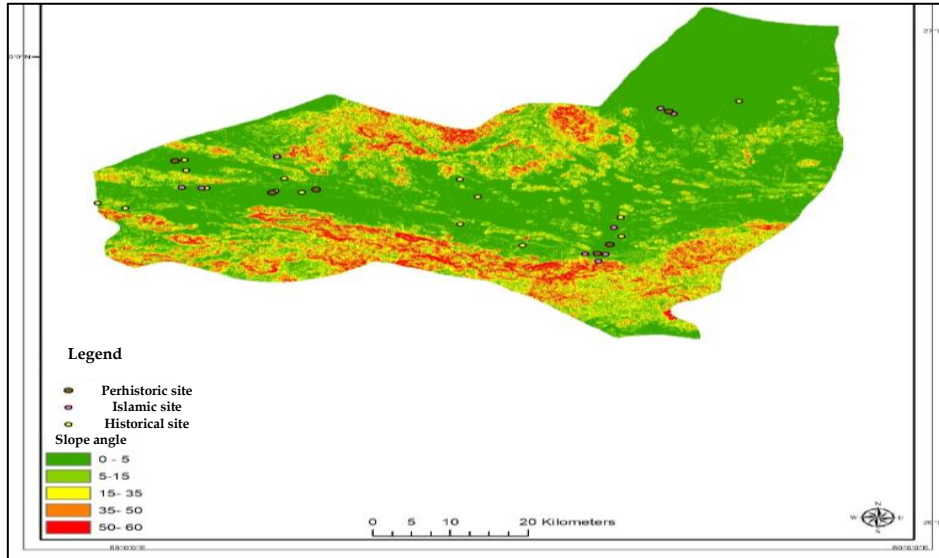 Legend
Perhistoric site
Islamic site
Historical site
Slope angle
0 - 5
5-15
15- 35
35- 50
50- 60
0 5 10 20 Kilometers
N
W E
S